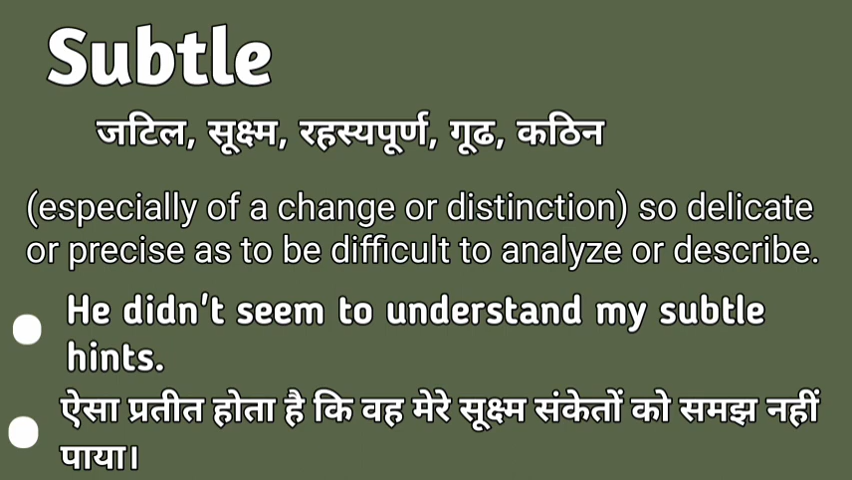 Subtle
जटिल, सूक्ष्म, रहस्यपूर्ण, गूढ, कठिन
(especially of a change or distinction) so delicate
or precise as to be difficult to analyze or describe.
He didn't seem to understand my subtle
hints.
ऐसा प्रतीत होता है कि वह मेरे सूक्ष्म संकेतों को समझ नहीं
पाया।